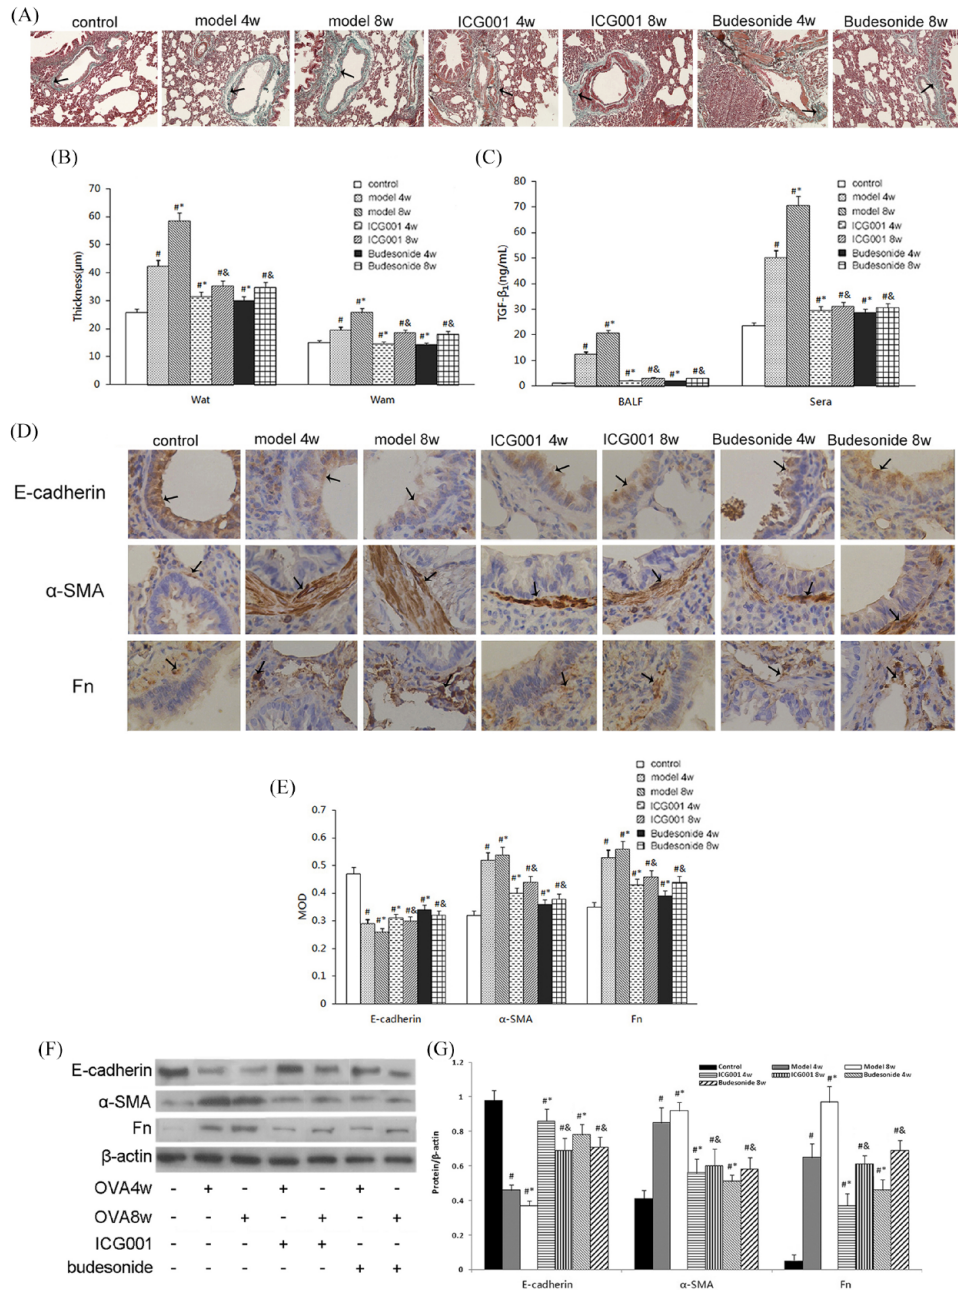 (A)
control
model 4w
model 8w
ICG001 4w
ICG001 8w
Budesonide 4w
Budesonide 8w
(B)
Thickness(μm)
70
60
50
40
30
20
10
0
control
model 4w
model 8w
ICG001 4w
ICG001 8w
Budesonide 4w
Budesonide 8w
#
#*
#*
#&
#*
#&
#
#*
#*
#&
#*
#&
Wat
Wam
(C)
TGF-β1(ng/mL)
80
70
60
50
40
30
20
10
0
control
model 4w
model 8w
ICG001 4w
ICG001 8w
Budesonide 4w
Budesonide 8w
#
#*
#*
#&
#*
#&
#
#*
#*
#&
#*
#&
BALF
Sera
(D)
control
model 4w
model 8w
ICG001 4w
ICG001 8w
Budesonide 4w
Budesonide 8w
E-cadherin
α-SMA
Fn
(E)
MOD
0.7
0.6
0.5
0.4
0.3
0.2
0.1
0
control
model 4w
model 8w
ICG001 4w
ICG001 8w
Budesonide 4w
Budesonide 8w
#
#*
#*
#&
#*
#&
#
#*
#*
#&
#*
#&
#
#*
#*
#&
#*
#&
E-cadherin
α-SMA
Fn
(F)
E-cadherin
α-SMA
Fn
β-actin
OVA4w - + - + - + -
OVA8w - - + - + - +
ICG001 - - - + + - -
budesonide - - - - - + +
(G)
Protein/β-actin
1.2
1
0.8
0.6
0.4
0.2
0
Control
Model 4w
Model 8w
ICG001 4w
ICG001 8w
Budesonide 4w
Budesonide 8w
#
#*
#*
#&
#*
#&
#
#*
#*
#&
#*
#&
#
#*
#*
#&
#*
#&
E-cadherin
α-SMA
Fn